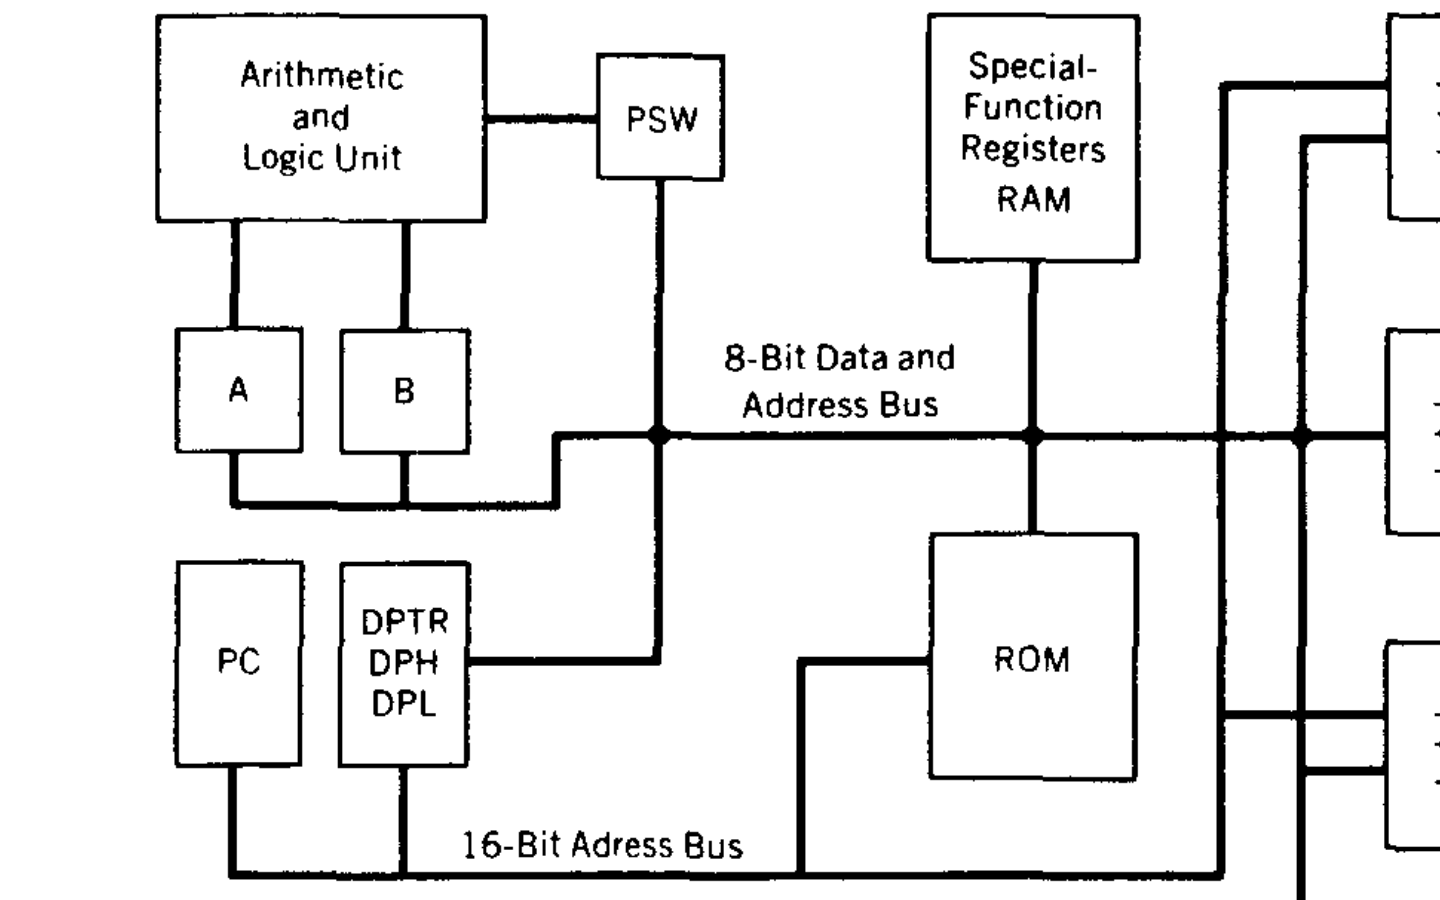 Arithmetic
and
Logic Unit
PSW
Special-
Function
Registers
RAM
A
B
8-Bit Data and
Address Bus
PC
DPTR
DPH
DPL
ROM
16-Bit Adress Bus